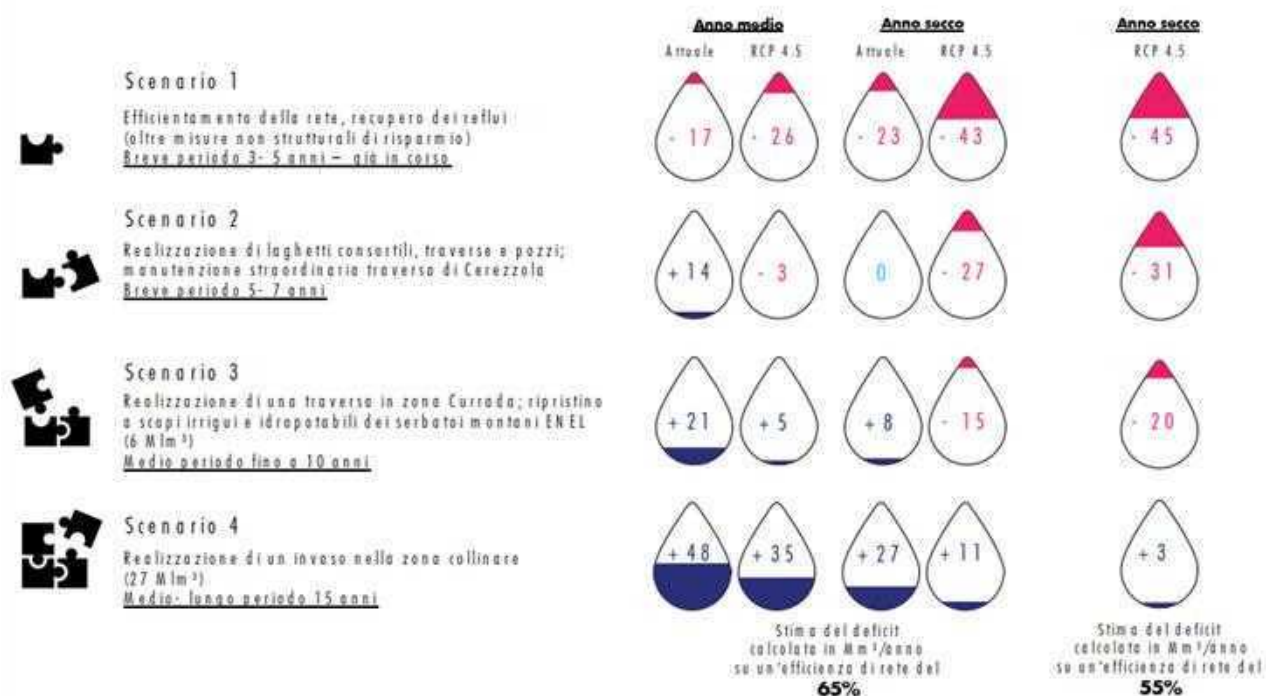 Anno medio Anno secco Anno secco
Attuale RCP 4.5 Attuale RCP 4.5 RCP 4.5
Scenario 1
Efficientamento della rete, recupero dei reflui
(oltre misure non strutturali di risparmio)
Breve periodo 3- 5 anni – già in corso
- 17 - 26 - 23 - 43 - 45
Scenario 2
Realizzazione di laghetti consortili, traverse e pozzi;
manutenzione straordinaria traversa di Cerezzola
Breve periodo 5- 7 anni
+ 14 - 3 0 - 27 - 31
Scenario 3
Realizzazione di una traversa in zona Currada; ripristino
a scopi irrigui e idropotabili dei serbatoi montani ENEL
(6 Mlm³)
Medio periodo fino a 10 anni
+ 21 + 5 + 8 - 15 - 20
Scenario 4
Realizzazione di un invaso nella zona collinare
(27 Mlm³)
Medio- lungo periodo 15 anni
+ 48 + 35 + 27 + 11 + 3
Stima del deficit
calcolata in Mm³/anno
su un'efficienza di rete del
65%
Stima del deficit
calcolata in Mm³/anno
su un'efficienza di rete del
55%